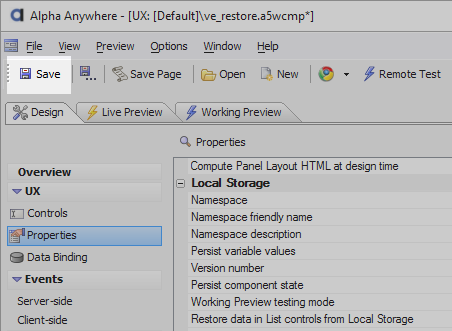 Alpha Anywhere - [UX: [Default]\ve_restore.a5wcmp*]
File View Preview Options Window Help
Save Save Page Open New Remote Test
Design Live Preview Working Preview
Properties
Overview
UX
Controls
Properties
Data Binding
Events
Server-side
Client-side
Compute Panel Layout HTML at design time
Local Storage
Namespace
Namespace friendly name
Namespace description
Persist variable values
Version number
Persist component state
Working Preview testing mode
Restore data in List controls from Local Storage